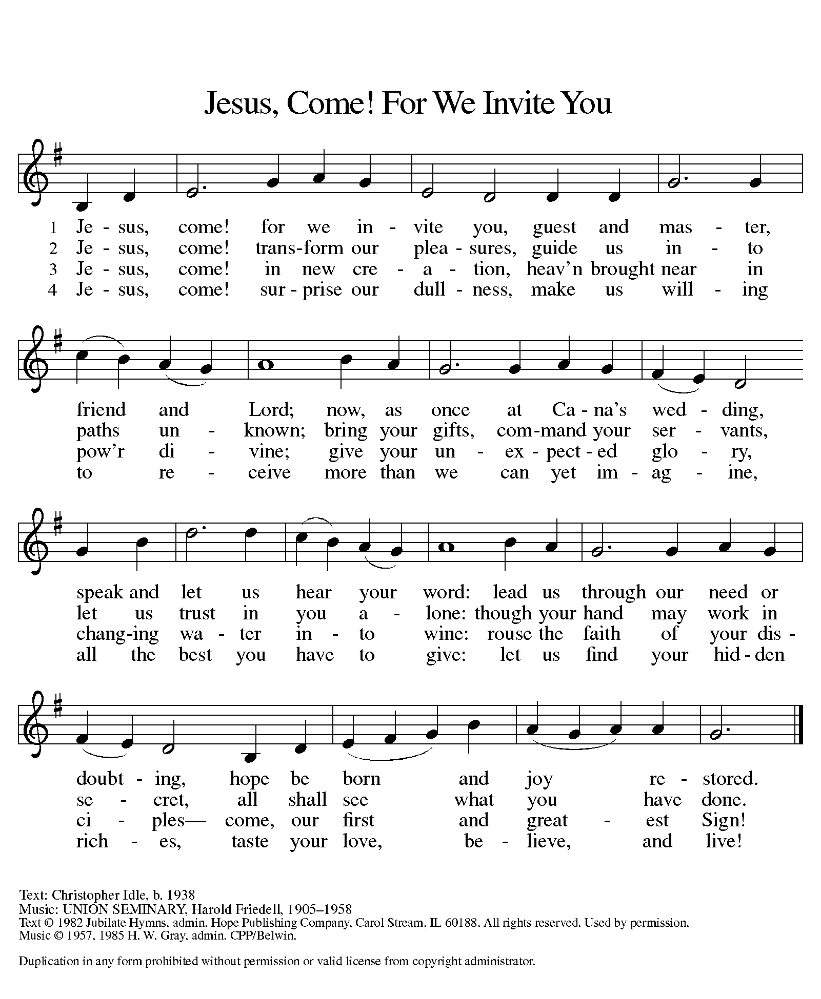 Jesus, Come! For We Invite You
1 Je - sus, come! for we in - vite you, guest and mas - ter,
2 Je - sus, come! trans-form our plea - sures, guide us in - to
3 Je - sus, come! in new cre - a - tion, heav'n brought near in
4 Je - sus, come! sur - prise our dull - ness, make us will - ing
friend and Lord; now, as once at Ca - na's wed - ding,
paths un - known; bring your gifts, com-mand your ser - vants,
pow'r di - vine; give your un - ex - pect - ed glo - ry,
to re - ceive more than we can yet im - ag - ine,
speak and let us hear your word: lead us through our need or
let us trust in you a - lone: though your hand may work in
chang-ing wa - ter in - to wine: rouse the faith of your dis -
all the best you have to give: let us find your hid - den
doubt - ing, hope be born and joy re - stored.
se - cret, all shall see what you have done.
ci - ples— come, our first and great - est Sign!
rich - es, taste your love, be - lieve, and live!
Text: Christopher Idle, b. 1938
Music: UNION SEMINARY, Harold Friedell, 1905–1958
Text © 1982 Jubilate Hymns, admin. Hope Publishing Company, Carol Stream, IL 60188. All rights reserved. Used by permission.
Music © 1957, 1985 H. W. Gray, admin. CPP/Belwin.
Duplication in any form prohibited without permission or valid license from copyright administrator.